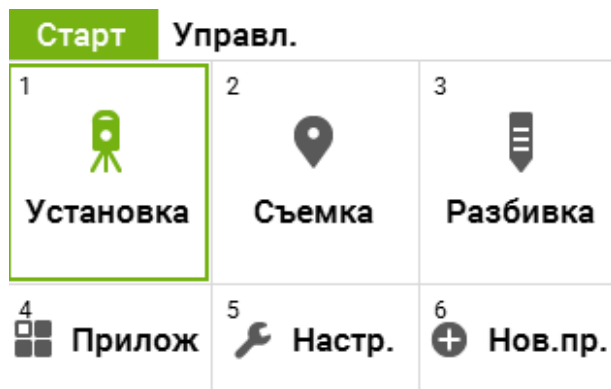 Старт Управл.
1 2 3
Установка Съемка Разбивка
4 5 6
Прилож Настр. Нов.пр.